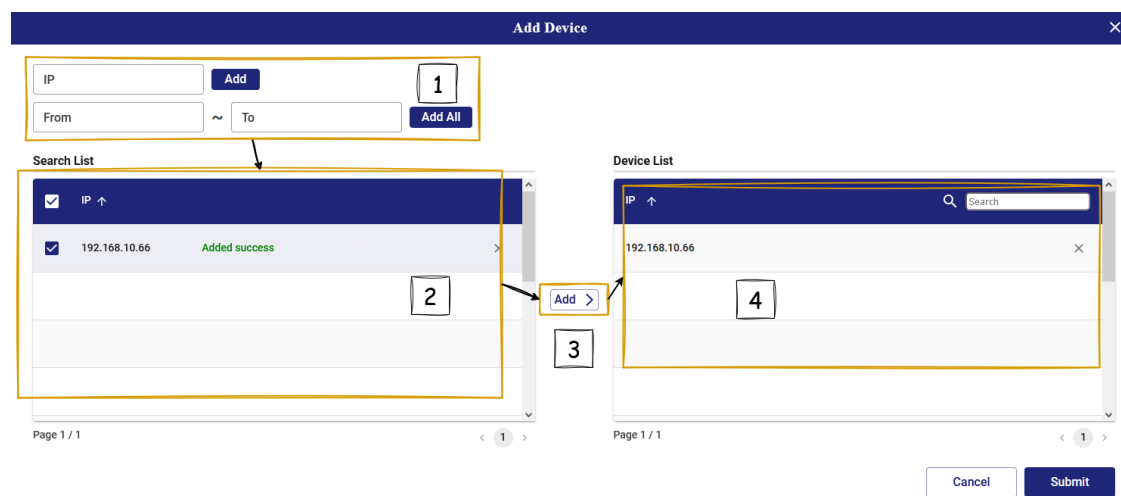 Add Device
IP
Add
1
From ~ To
Add All
Search List
IP
192.168.10.66 Added success
2
Add
3
Device List
IP
Search
192.168.10.66
4
Page 1 / 1
1
Page 1 / 1
1
Cancel
Submit